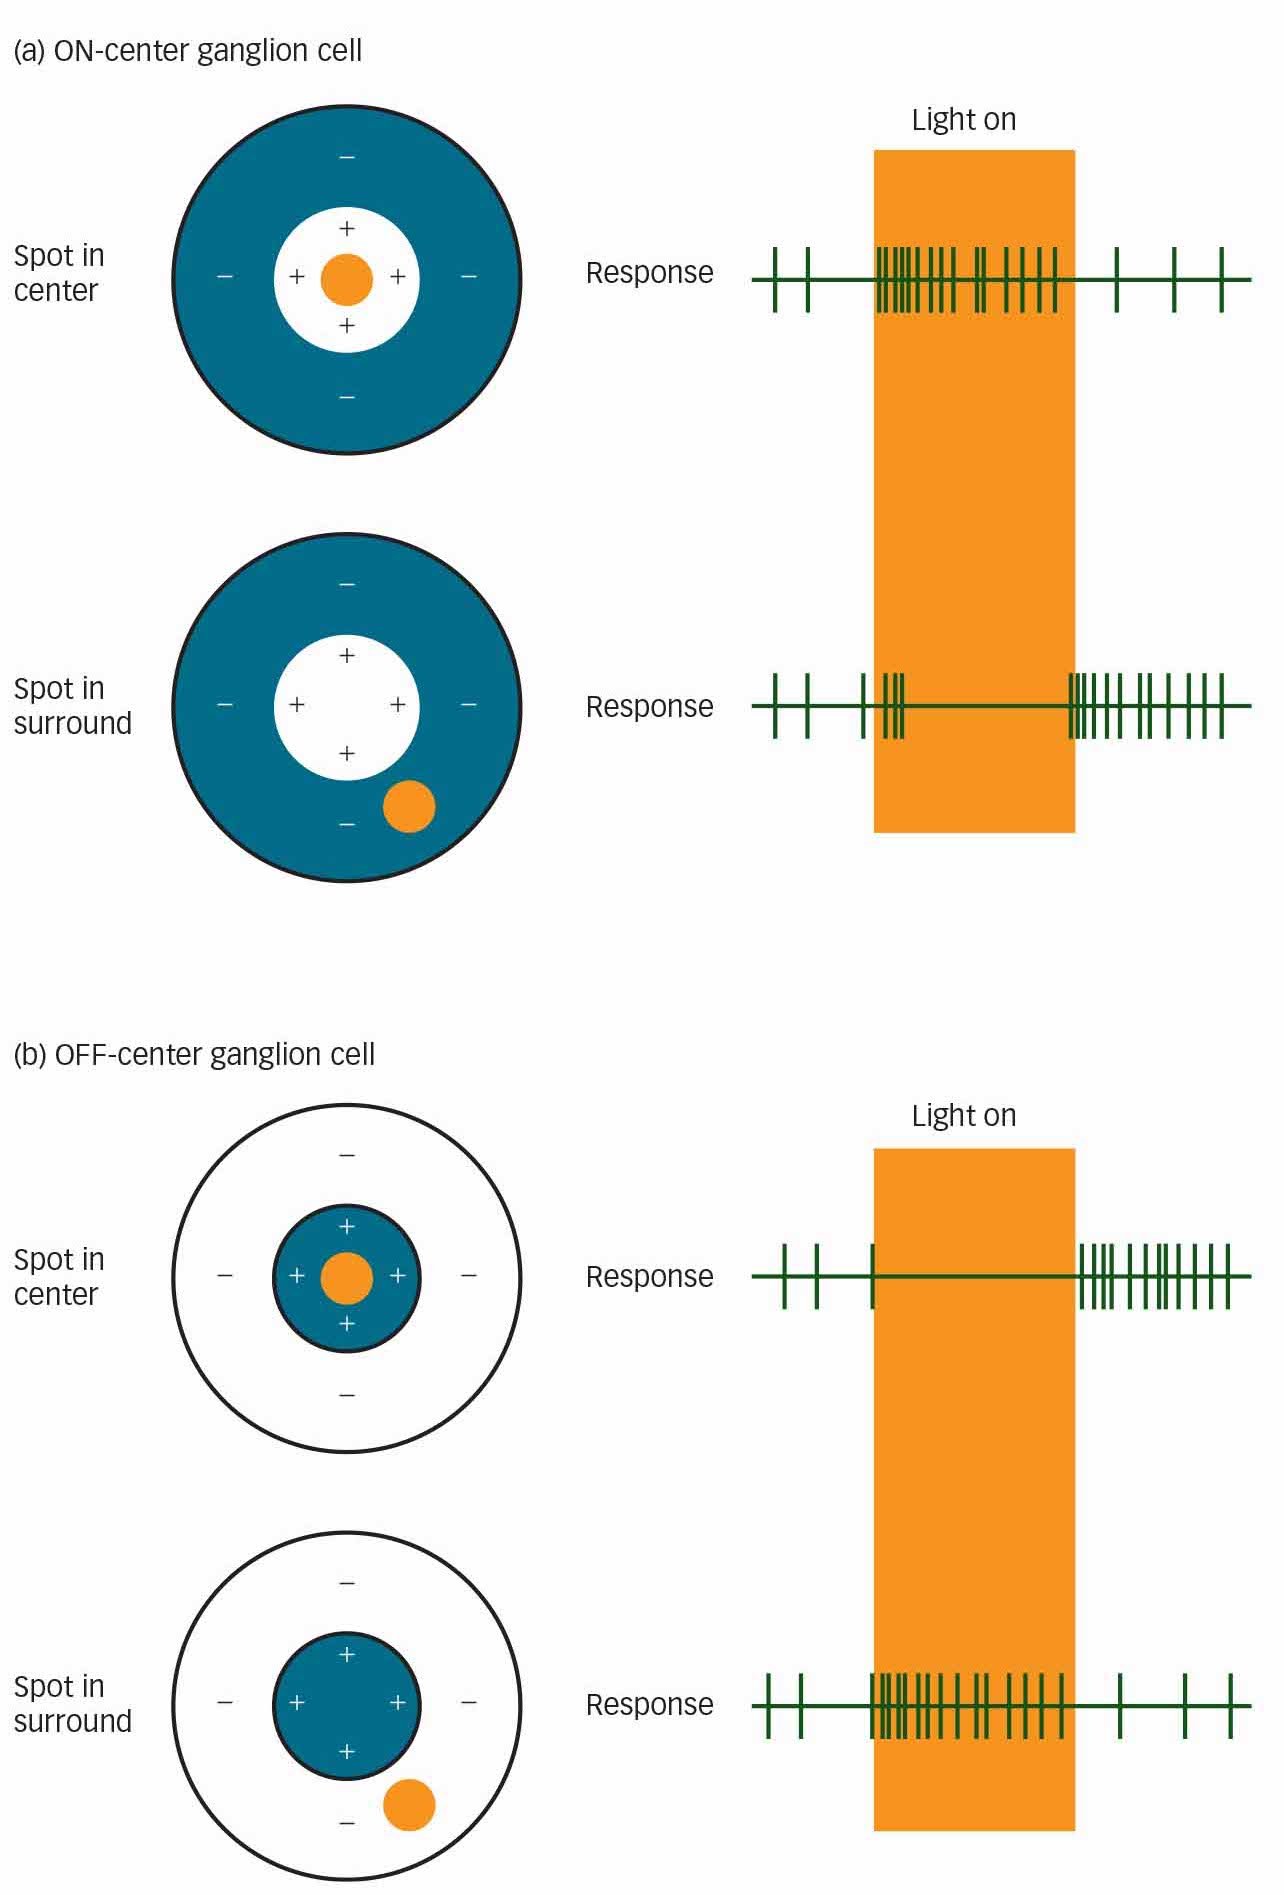 (a) ON-center ganglion cell
Light on
−
+
Spot in
center
− + + −
Response
+
−
−
+
Spot in
surround
− + + −
Response
+
−
(b) OFF-center ganglion cell
Light on
−
+
Spot in
center
− + + −
Response
+
−
−
+
Spot in
surround
− + + −
Response
+
−